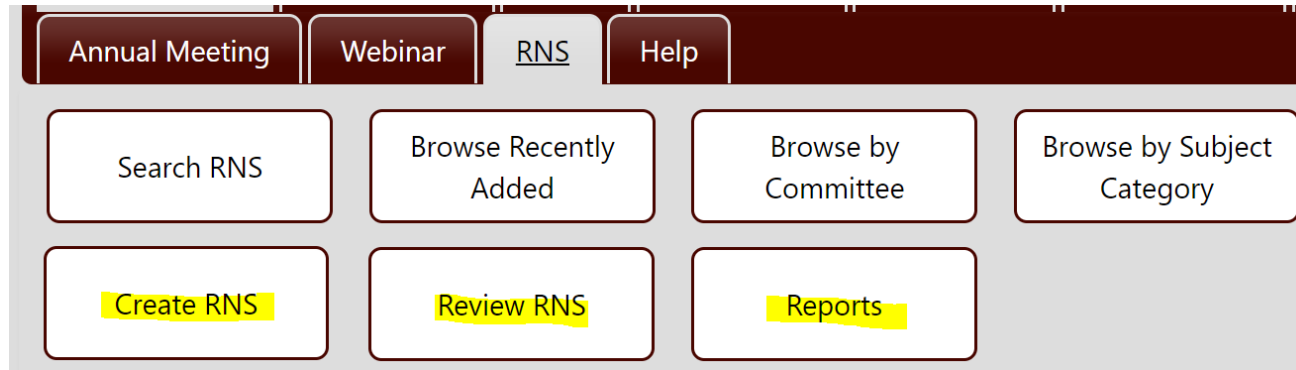 Annual Meeting Webinar RNS Help
Search RNS
Browse Recently
Added
Browse by
Committee
Browse by Subject
Category
Create RNS
Review RNS
Reports